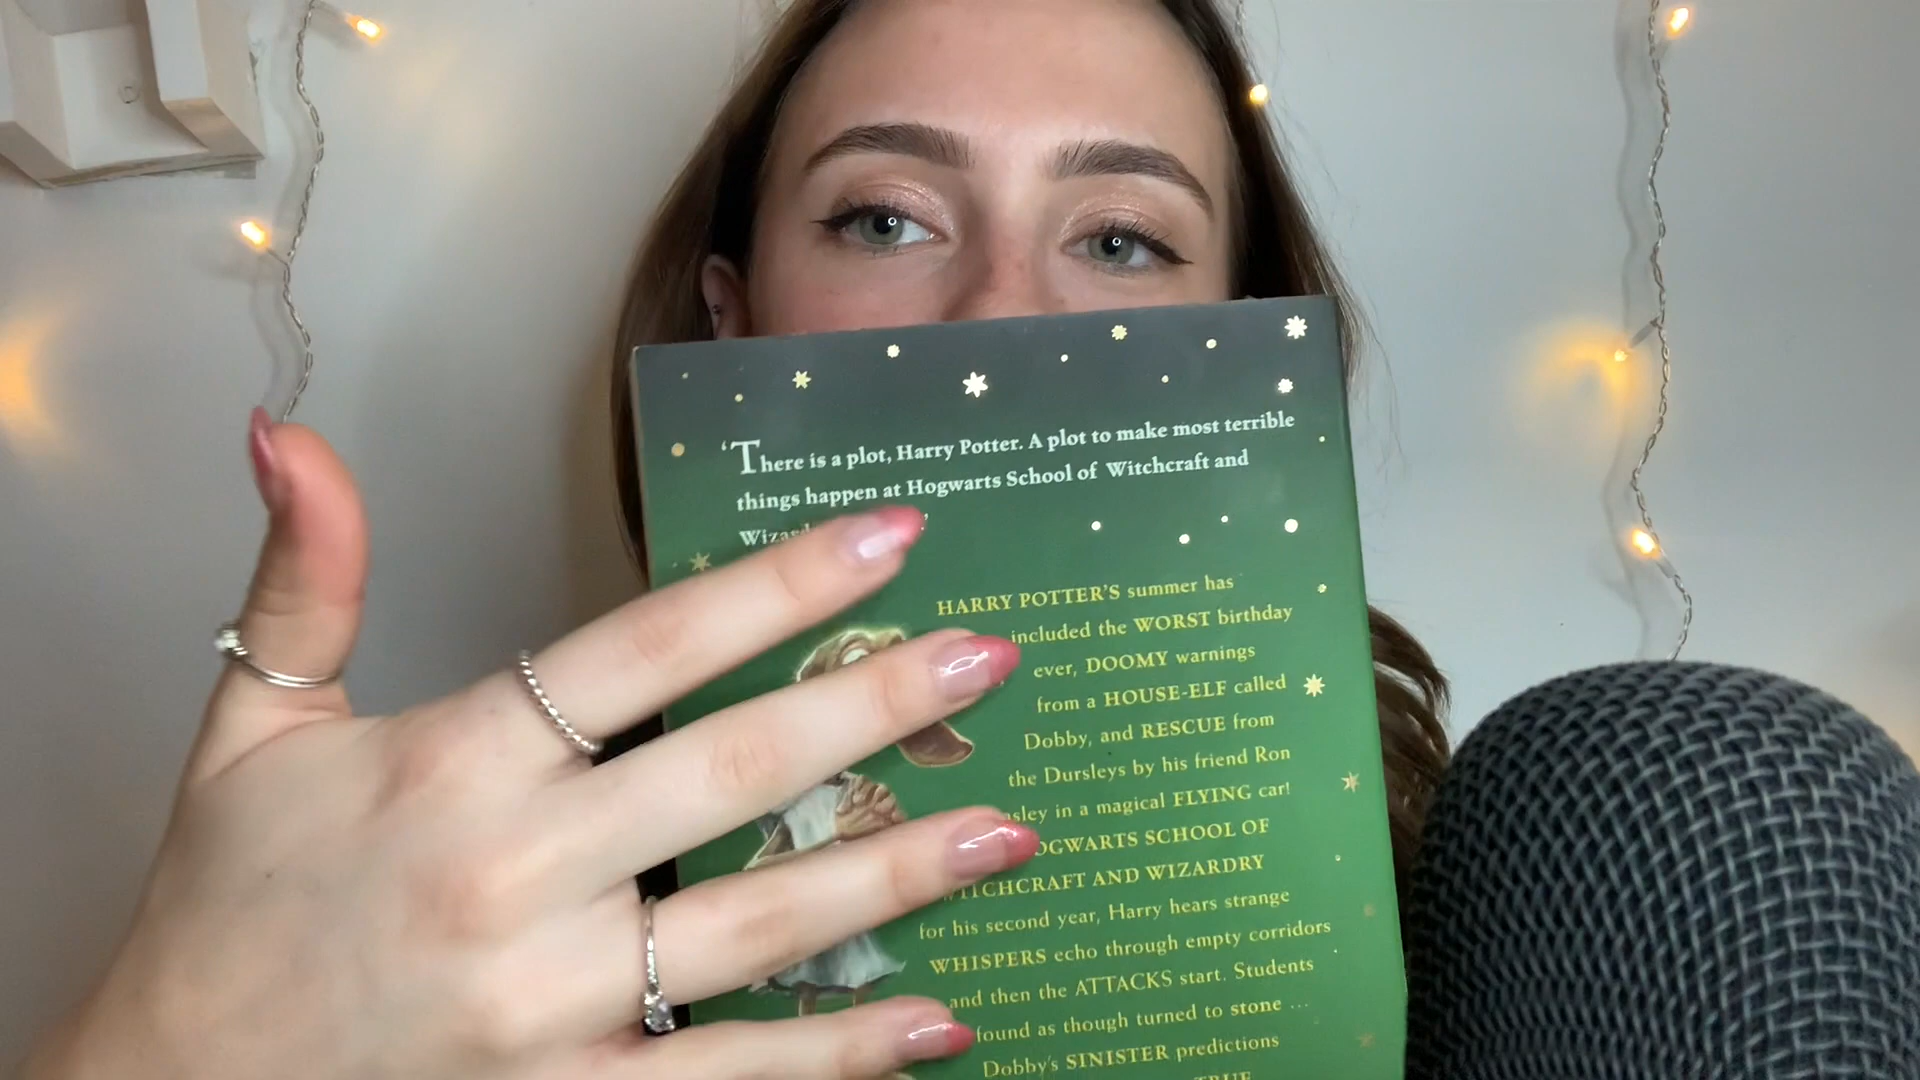 ‘There is a plot, Harry Potter. A plot to make most terrible
things happen at Hogwarts School of Witchcraft and
HARRY POTTER’S summer has
included the WORST birthday
ever, DOOMY warnings
from a HOUSE-ELF called
Dobby, and RESCUE from
the Dursleys by his friend Ron
in a magical FLYING car!
SCHOOL OF
AND WIZARDRY
for his second year, Harry hears strange
WHISPERS echo through empty corridors
and then the ATTACKS start. Students
found as though turned to stone ...
Dobby’s SINISTER predictions